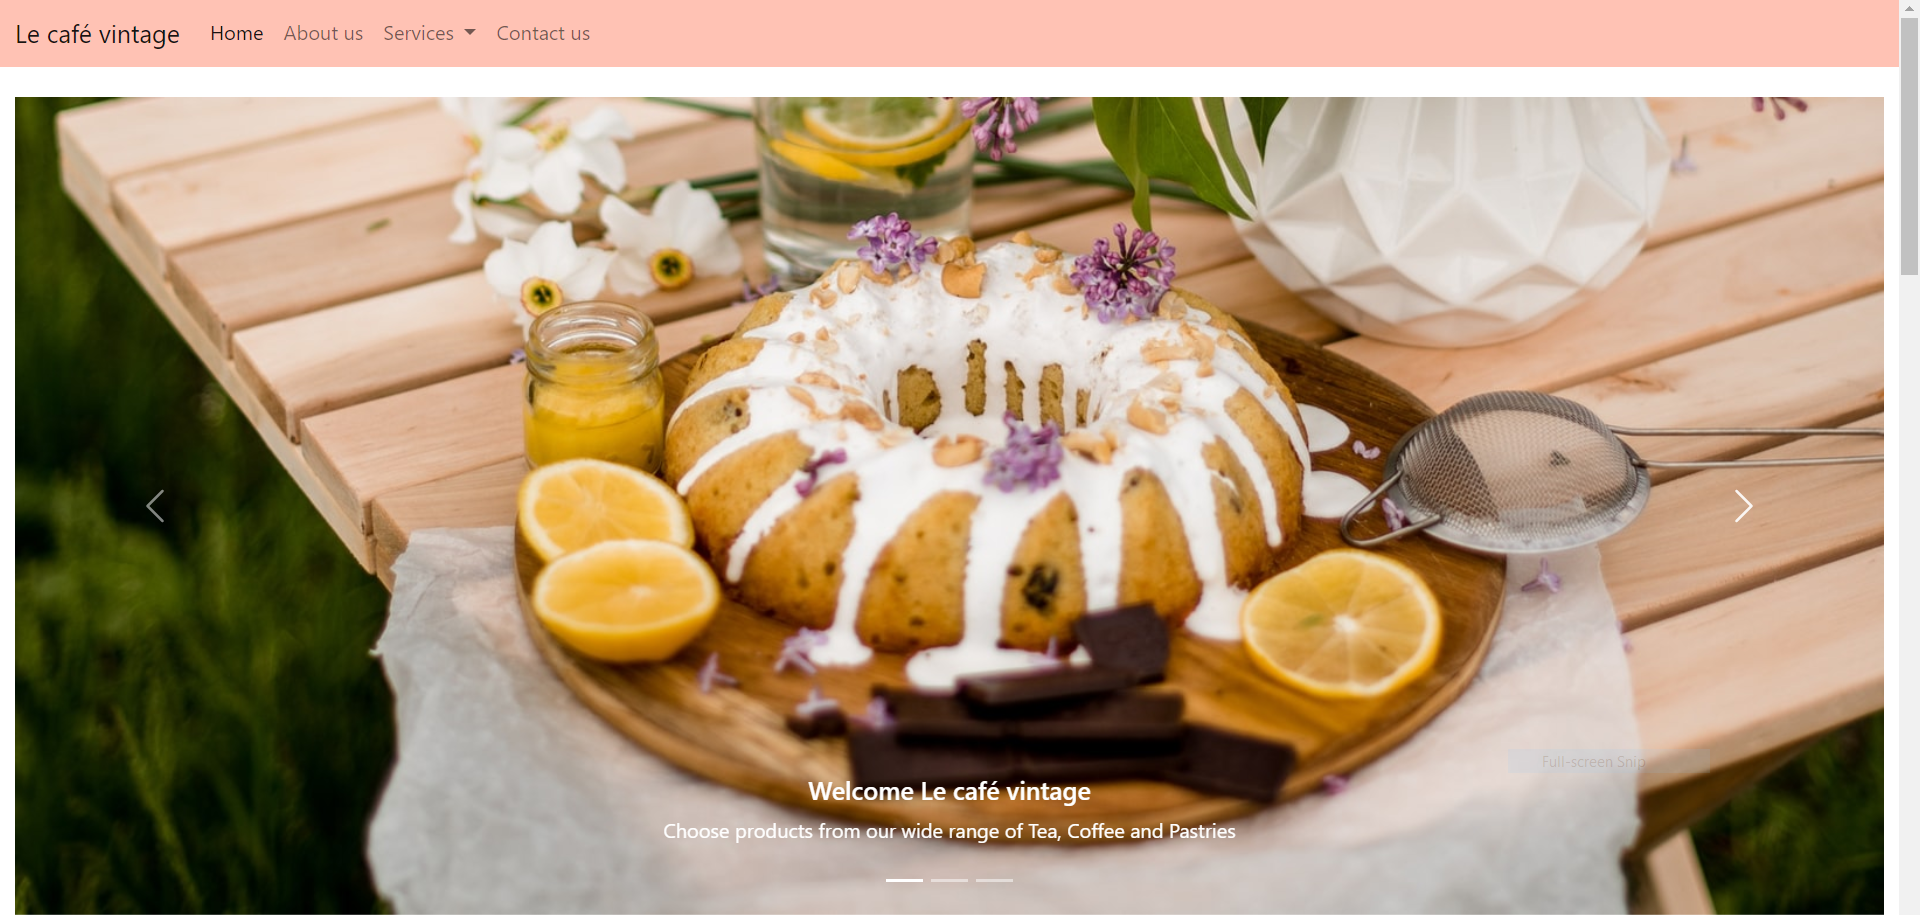 Le café vintage
Home
About us
Services
Contact us
Full-screen Snip
Welcome Le café vintage
Choose products from our wide range of Tea, Coffee and Pastries